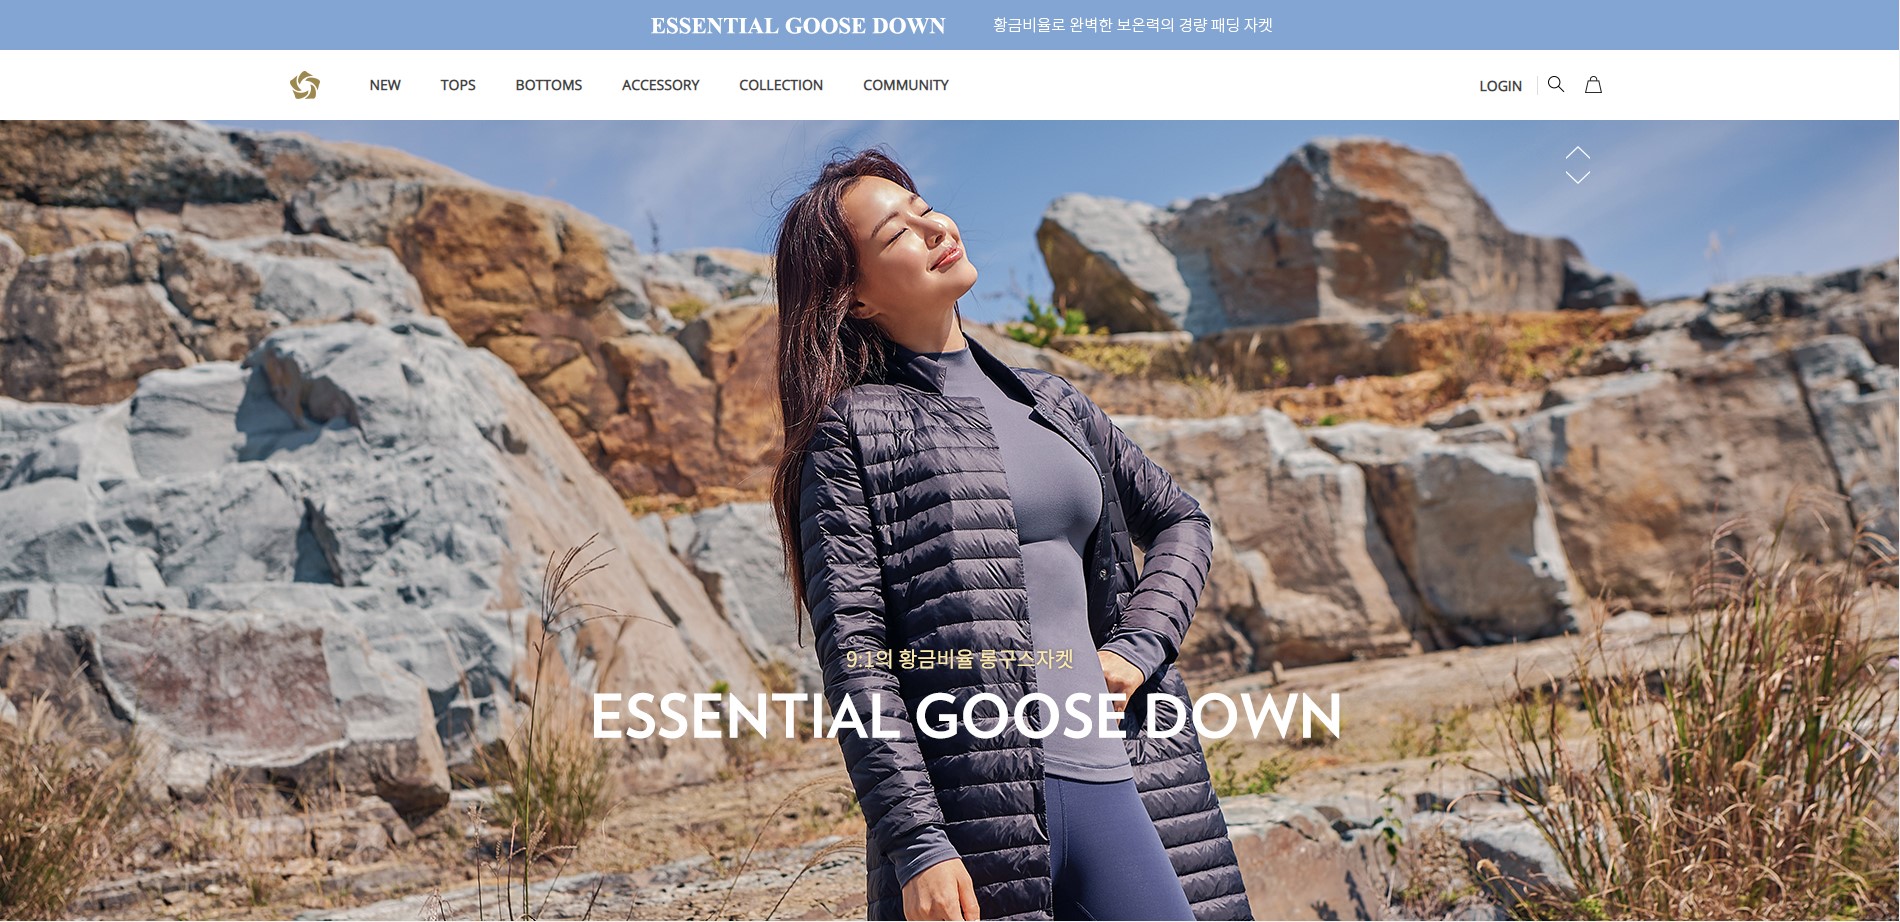 ESSENTIAL GOOSE DOWN 황금비율로 완벽한 보온력의 경량 패딩 자켓
NEW TOPS BOTTOMS ACCESSORY COLLECTION COMMUNITY LOGIN
9:1의 황금비율 롱구스자켓
ESSENTIAL GOOSE DOWN